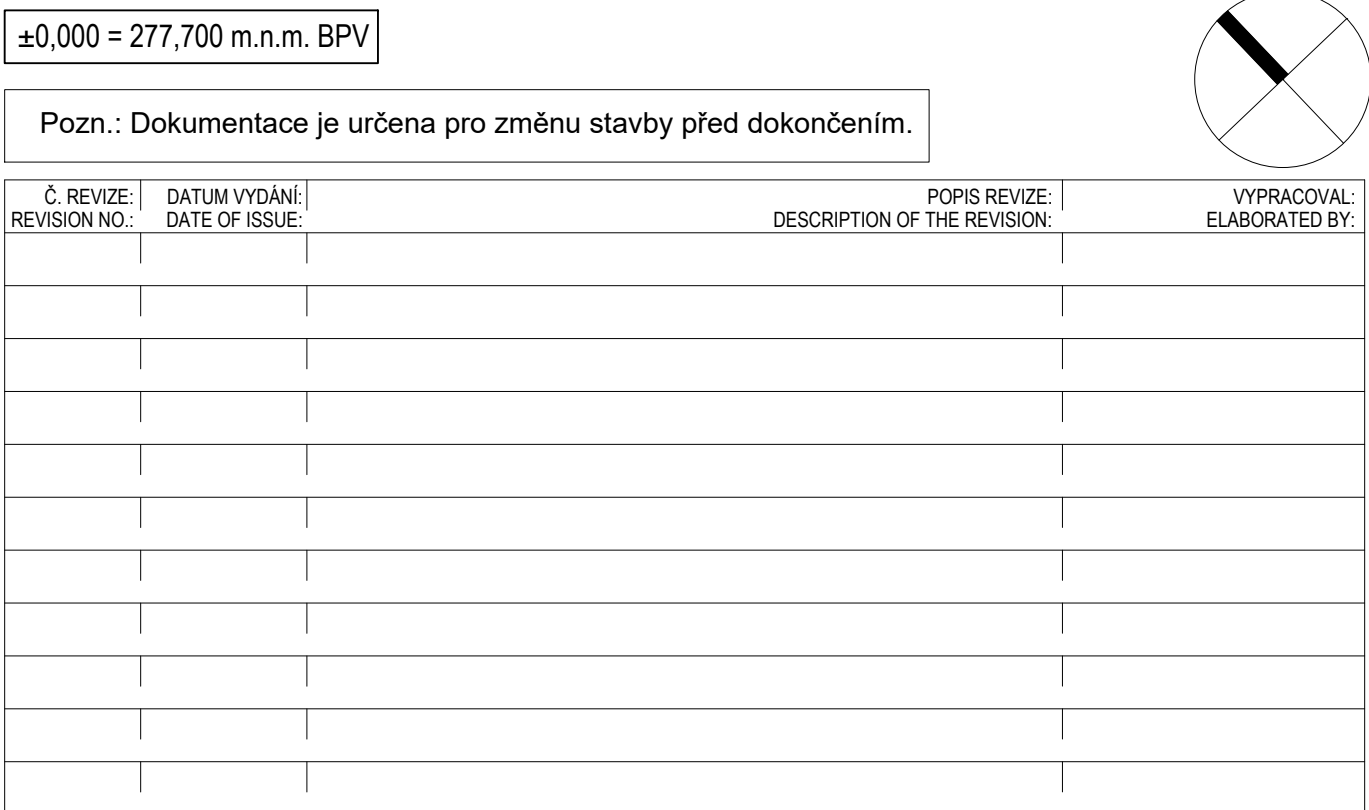 ±0,000 = 277,700 m.n.m. BPV
Pozn.: Dokumentace je určena pro změnu stavby před dokončením.
Č. REVIZE: DATUM VYDÁNÍ: POPIS REVIZE: VYPRACOVAL:
REVISION NO.: DATE OF ISSUE: DESCRIPTION OF THE REVISION: ELABORATED BY: